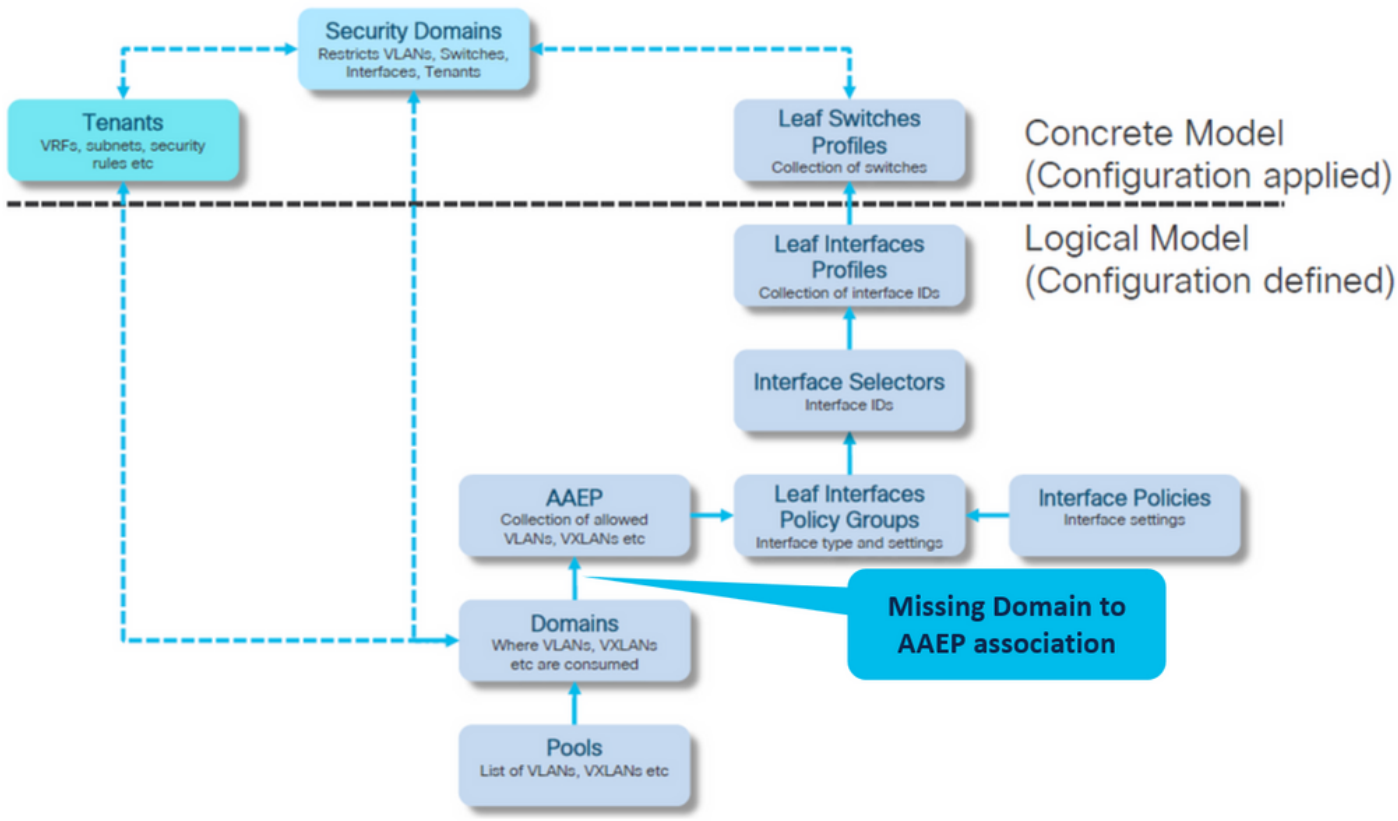 Security Domains
Restricts VLANs, Switches,
Interfaces, Tenants
Tenants
VRFs, subnets, security
rules etc
Leaf Switches
Profiles
Collection of switches
Concrete Model
(Configuration applied)
Leaf Interfaces
Profiles
Collection of interface IDs
Logical Model
(Configuration defined)
Interface Selectors
Interface IDs
AAEP
Collection of allowed
VLANs, VXLANs etc
Leaf Interfaces
Policy Groups
Interface type and settings
Interface Policies
Interface settings
Missing Domain to
AAEP association
Domains
Where VLANs, VXLANs
etc are consumed
Pools
List of VLANs, VXLANs etc